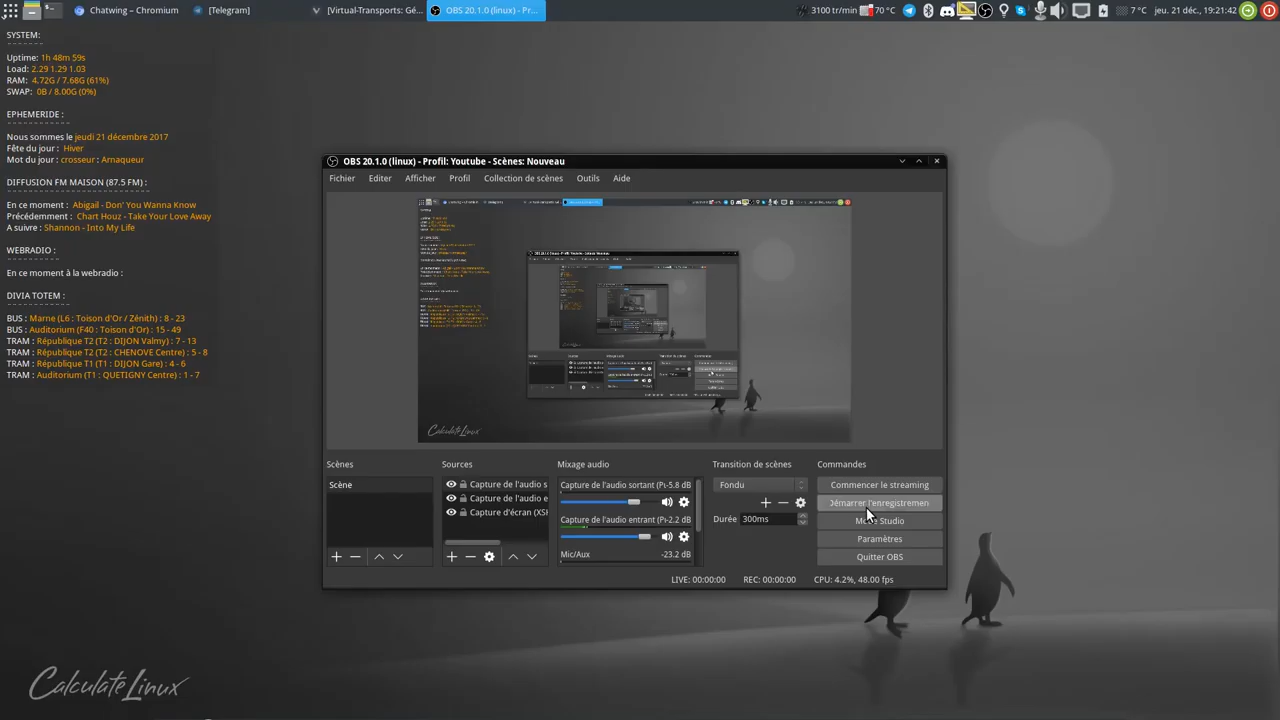 Chatwing – Chromium
[Telegram]
[Virtual-Transports: Gé...
OBS 20.1.0 (linux) - Pr...
3100 tr/min
70 °C
7 °C
jeu. 21 déc., 19:21:42
SYSTEM:
Uptime: 1h 48m 59s
Load: 2.29 1.29 1.03
RAM: 4.72G / 7.68G (61%)
SWAP: 0B / 8.00G (0%)
EPHEMERIDE :
Nous sommes le jeudi 21 décembre 2017
Fête du jour : Hiver
Mot du jour : crosseur : Arnaqueur
DIFFUSION FM MAISON (87.5 FM) :
En ce moment : Abigail - Don' You Wanna Know
Précédemment : Chart Houz - Take Your Love Away
A suivre : Shannon - Into My Life
WEBRADIO :
En ce moment à la webradio :
DIVIA TOTEM :
BUS : Marne (L6 : Toison d'Or / Zénith) : 8 - 23
BUS : Auditorium (F40 : Toison d'Or) : 15 - 49
TRAM : République T2 (T2 : DIJON Valmy) : 7 - 13
TRAM : République T2 (T2 : CHENOVE Centre) : 5 - 8
TRAM : République T1 (T1 : DIJON Gare) : 4 - 6
TRAM : Auditorium (T1 : QUETIGNY Centre) : 1 - 7
OBS 20.1.0 (linux) - Profil: Youtube - Scènes: Nouveau
Fichier Editer Afficher Profil Collection de scènes Outils Aide
CalculateLinux
Scènes
Scène
Sources
Capture de l'audio s
Capture de l'audio e
Capture d'écran (XSH
Mixage audio
Capture de l'audio sortant (Pu -5.8 dB
Capture de l'audio entrant (Pu -2.2 dB
Mic/Aux -23.2 dB
Transition de scènes
Fondu
Durée 300ms
Commandes
Commencer le streaming
Démarrer l'enregistremen
Mode Studio
Paramètres
Quitter OBS
LIVE: 00:00:00 REC: 00:00:00 CPU: 4.2%, 48.00 fps
CalculateLinux